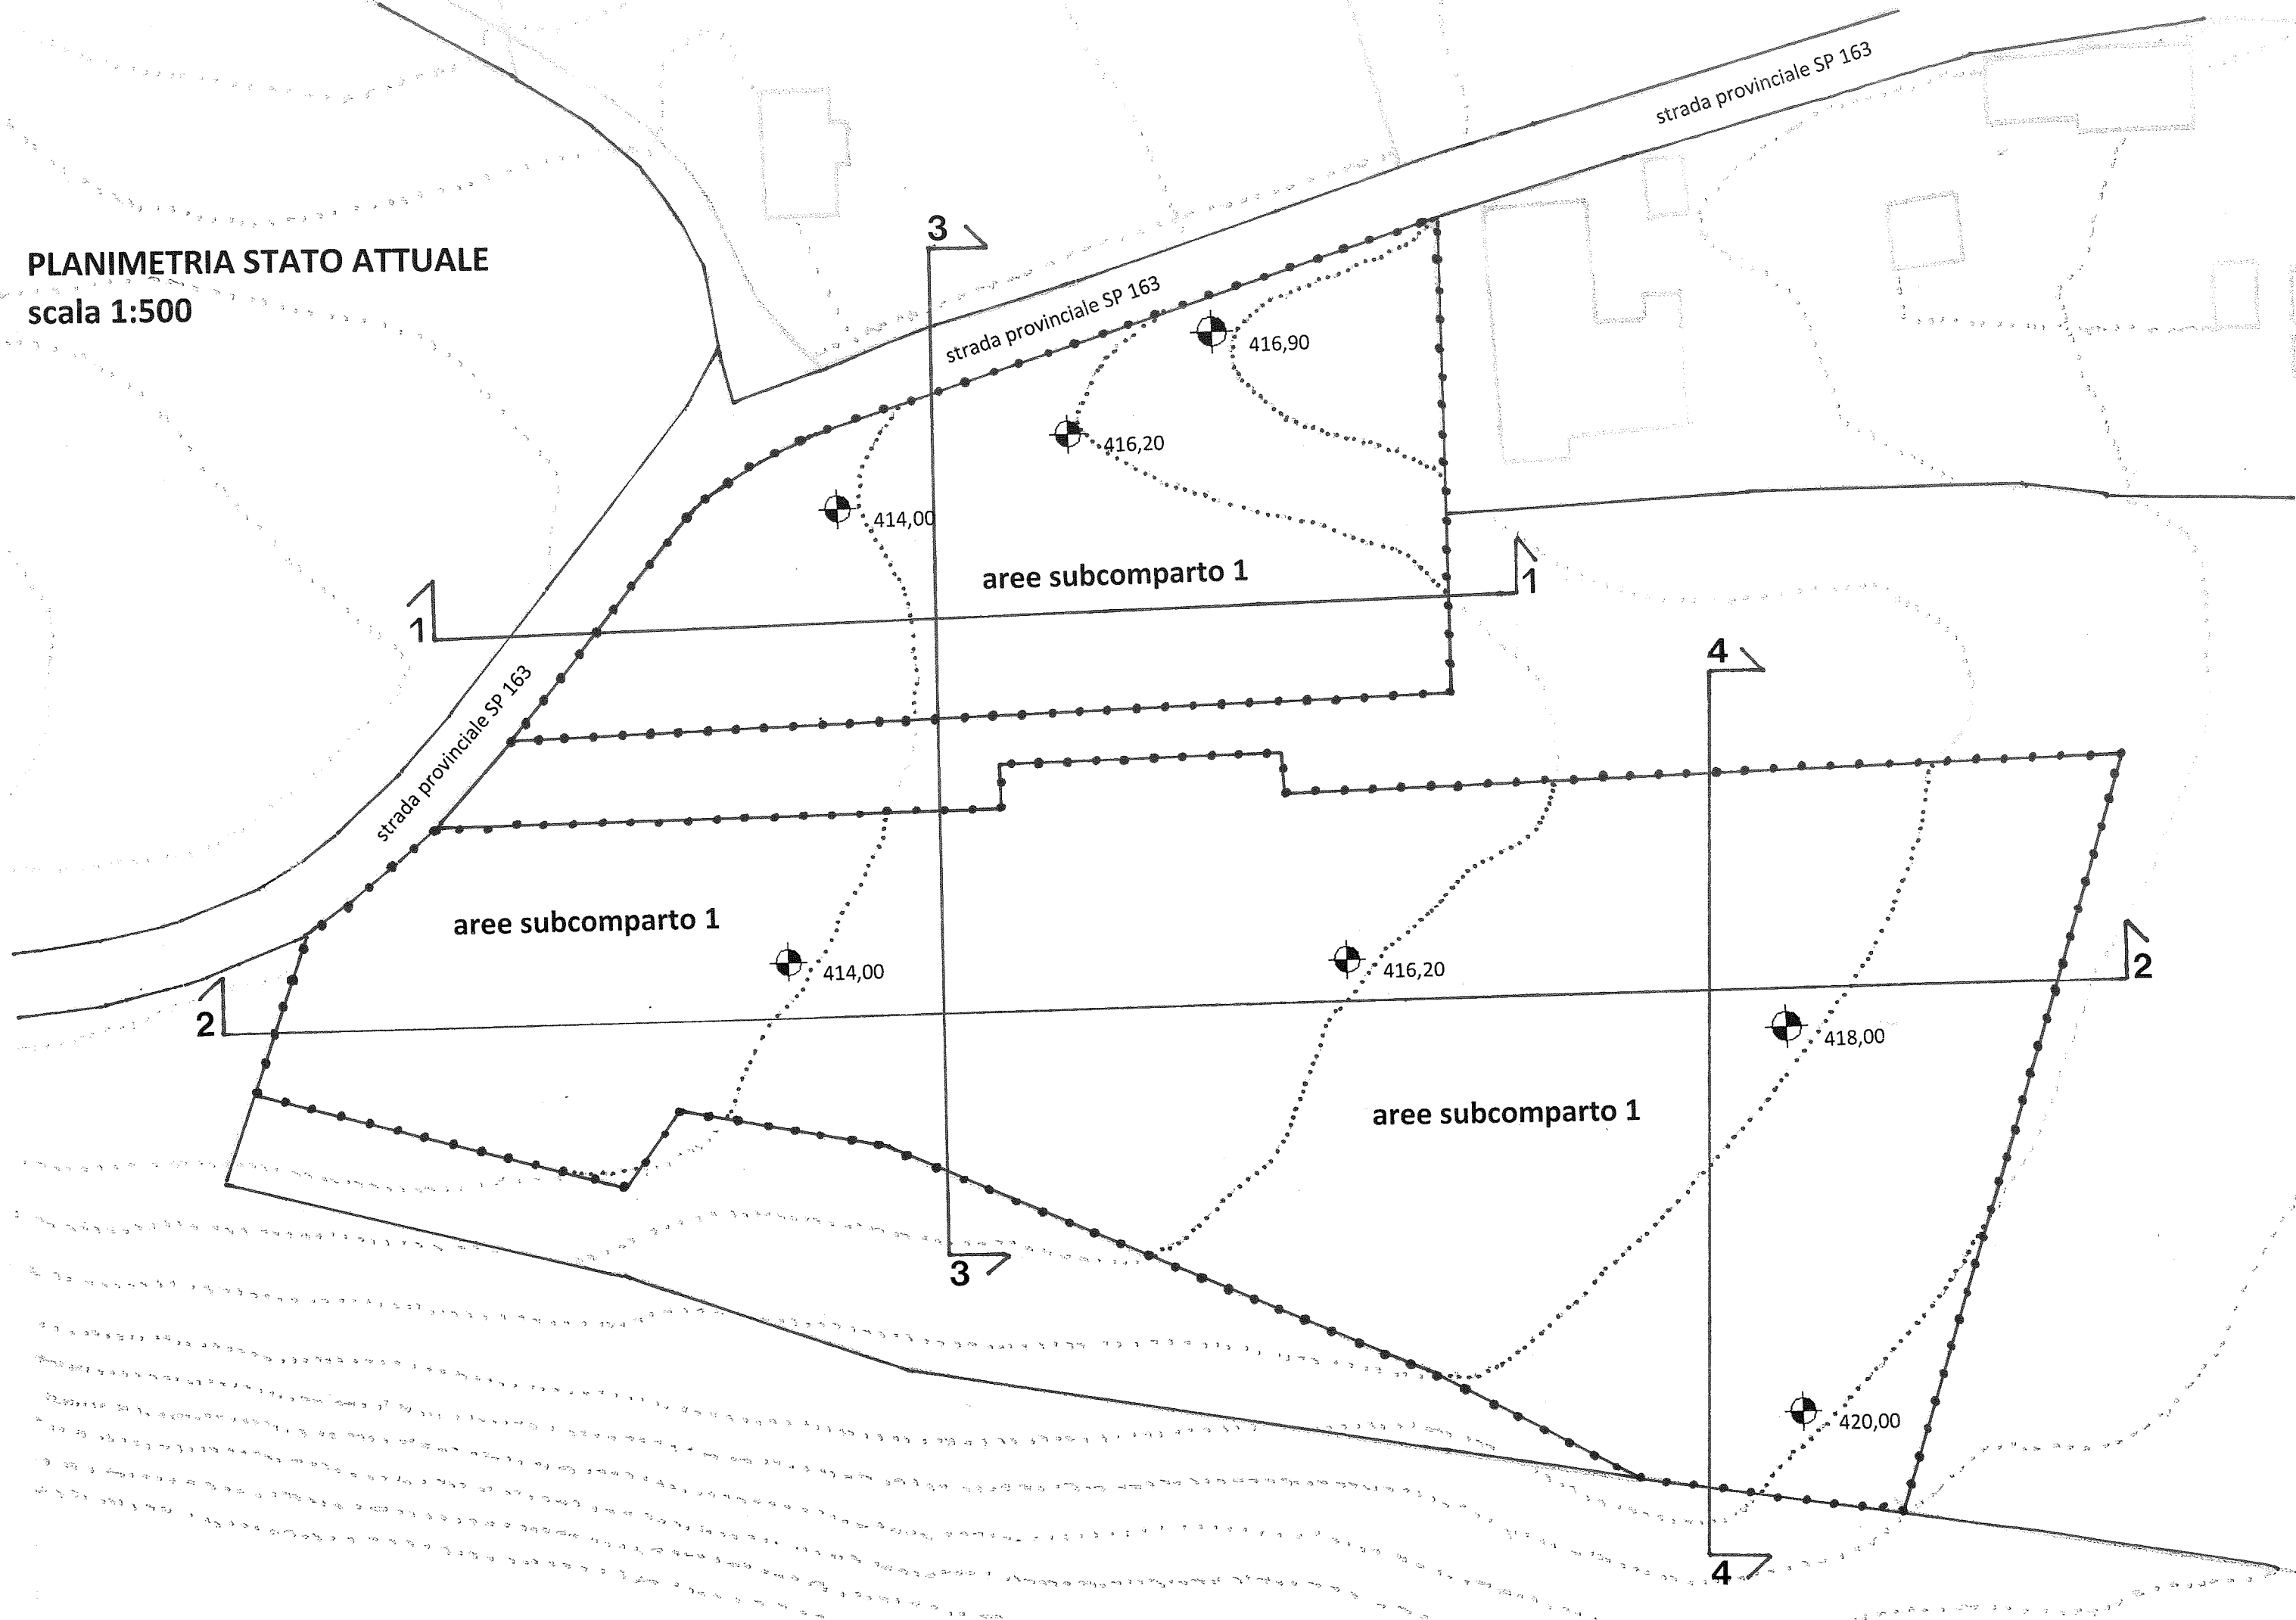 strada provinciale SP 163
3
PLANIMETRIA STATO ATTUALE
scala 1:500
strada provinciale SP 163
416,90
416,20
414,00
aree subcomparto 1
1
1
4
strada provinciale SP 163
aree subcomparto 1
414,00
416,20
2
2
418,00
aree subcomparto 1
3
420,00
4